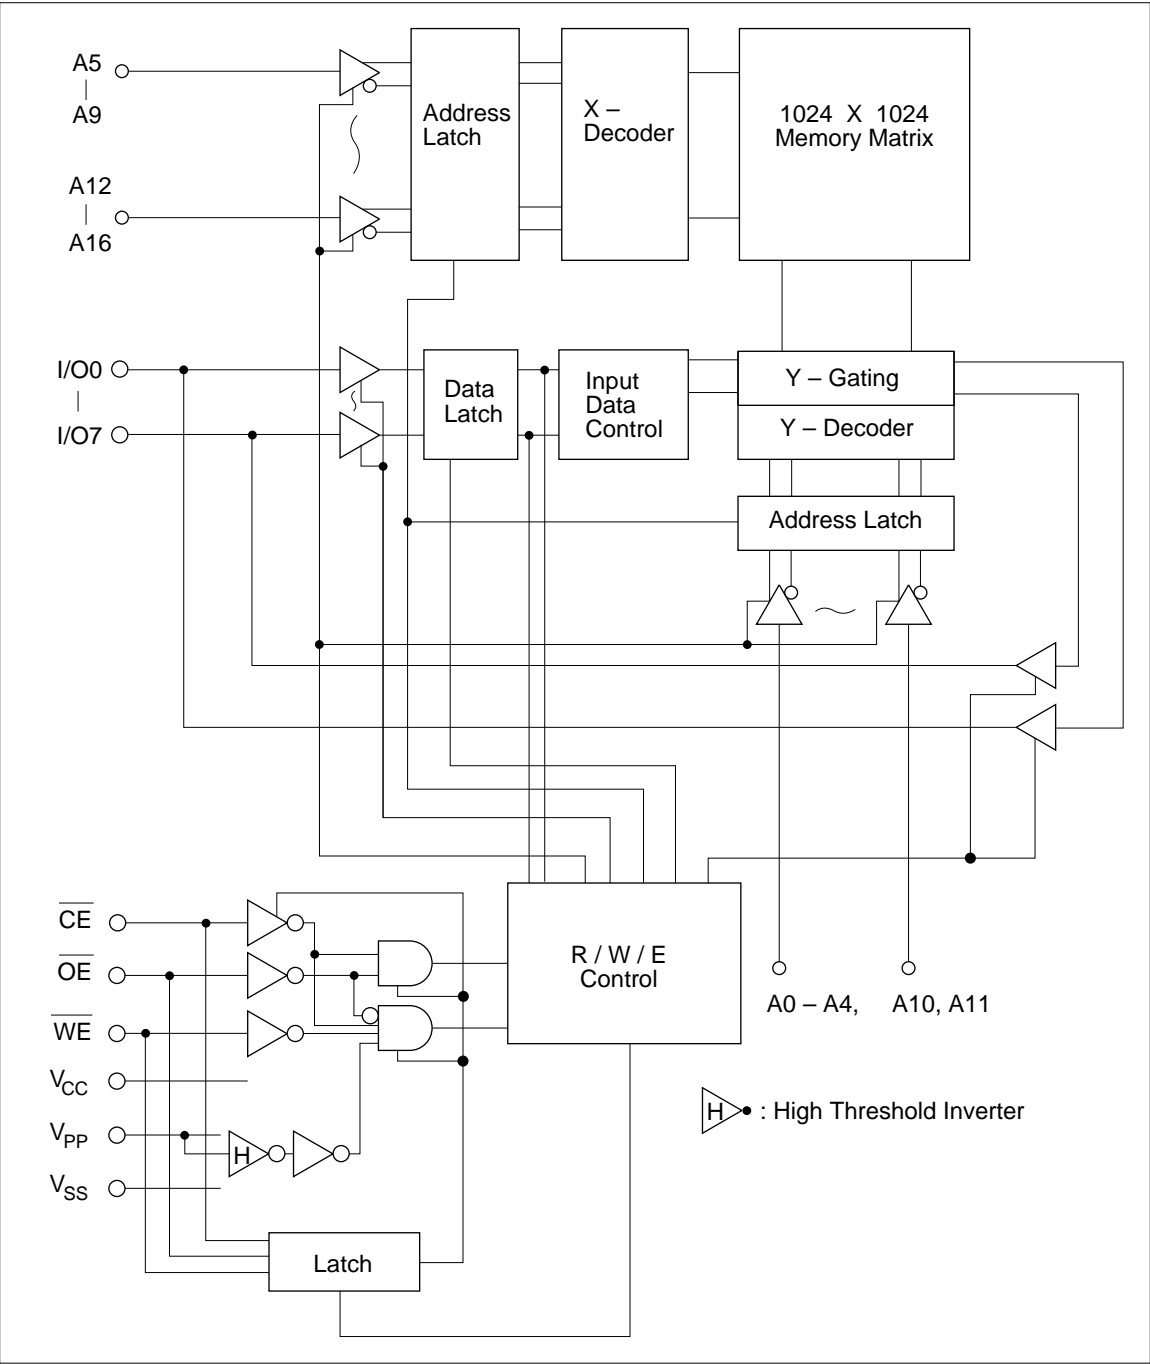 A5
|
A9
Address
Latch
X –
Decoder
1024 X 1024
Memory Matrix
A12
|
A16
I/O0
|
I/O7
Data
Latch
Input
Data
Control
Y – Gating
Y – Decoder
Address Latch
CE
OE
WE
VCC
VPP
VSS
R / W / E
Control
A0 – A4, A10, A11
H
H
: High Threshold Inverter
Latch